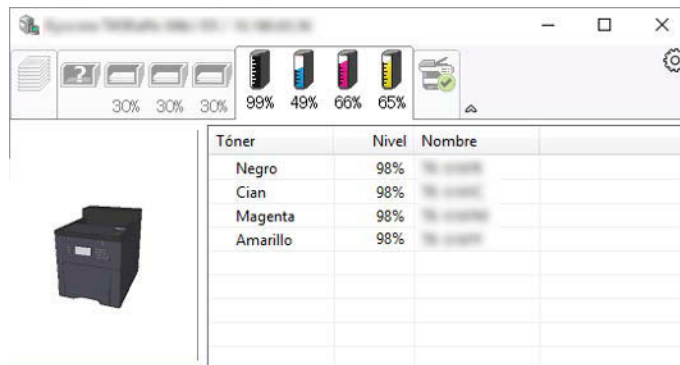 30% 30% 30% 99% 49% 66% 65%
Tóner Nivel Nombre
Negro 98%
Cian 98%
Magenta 98%
Amarillo 98%